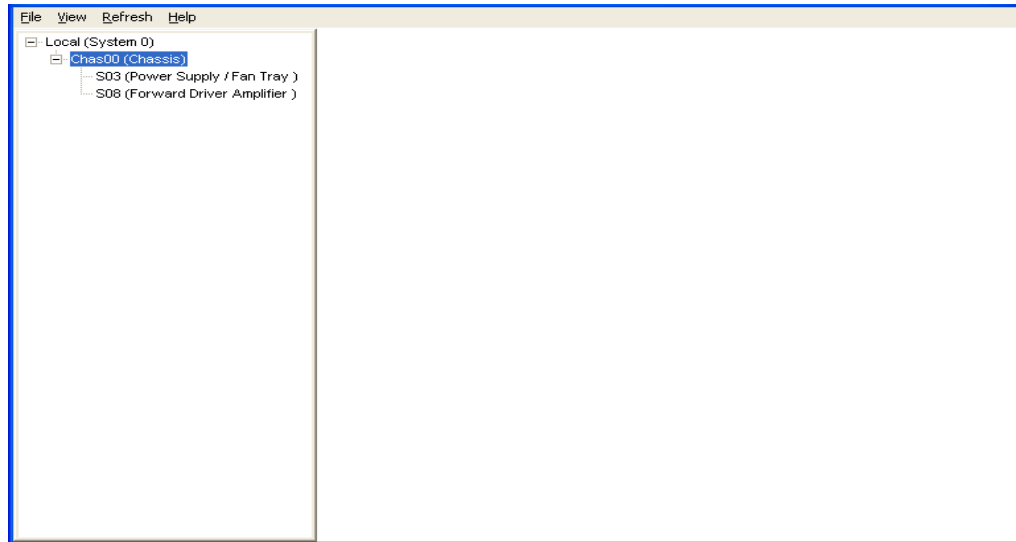 File View Refresh Help
Local (System 0)
Chas00 (Chassis)
S03 (Power Supply / Fan Tray )
S08 (Forward Driver Amplifier )